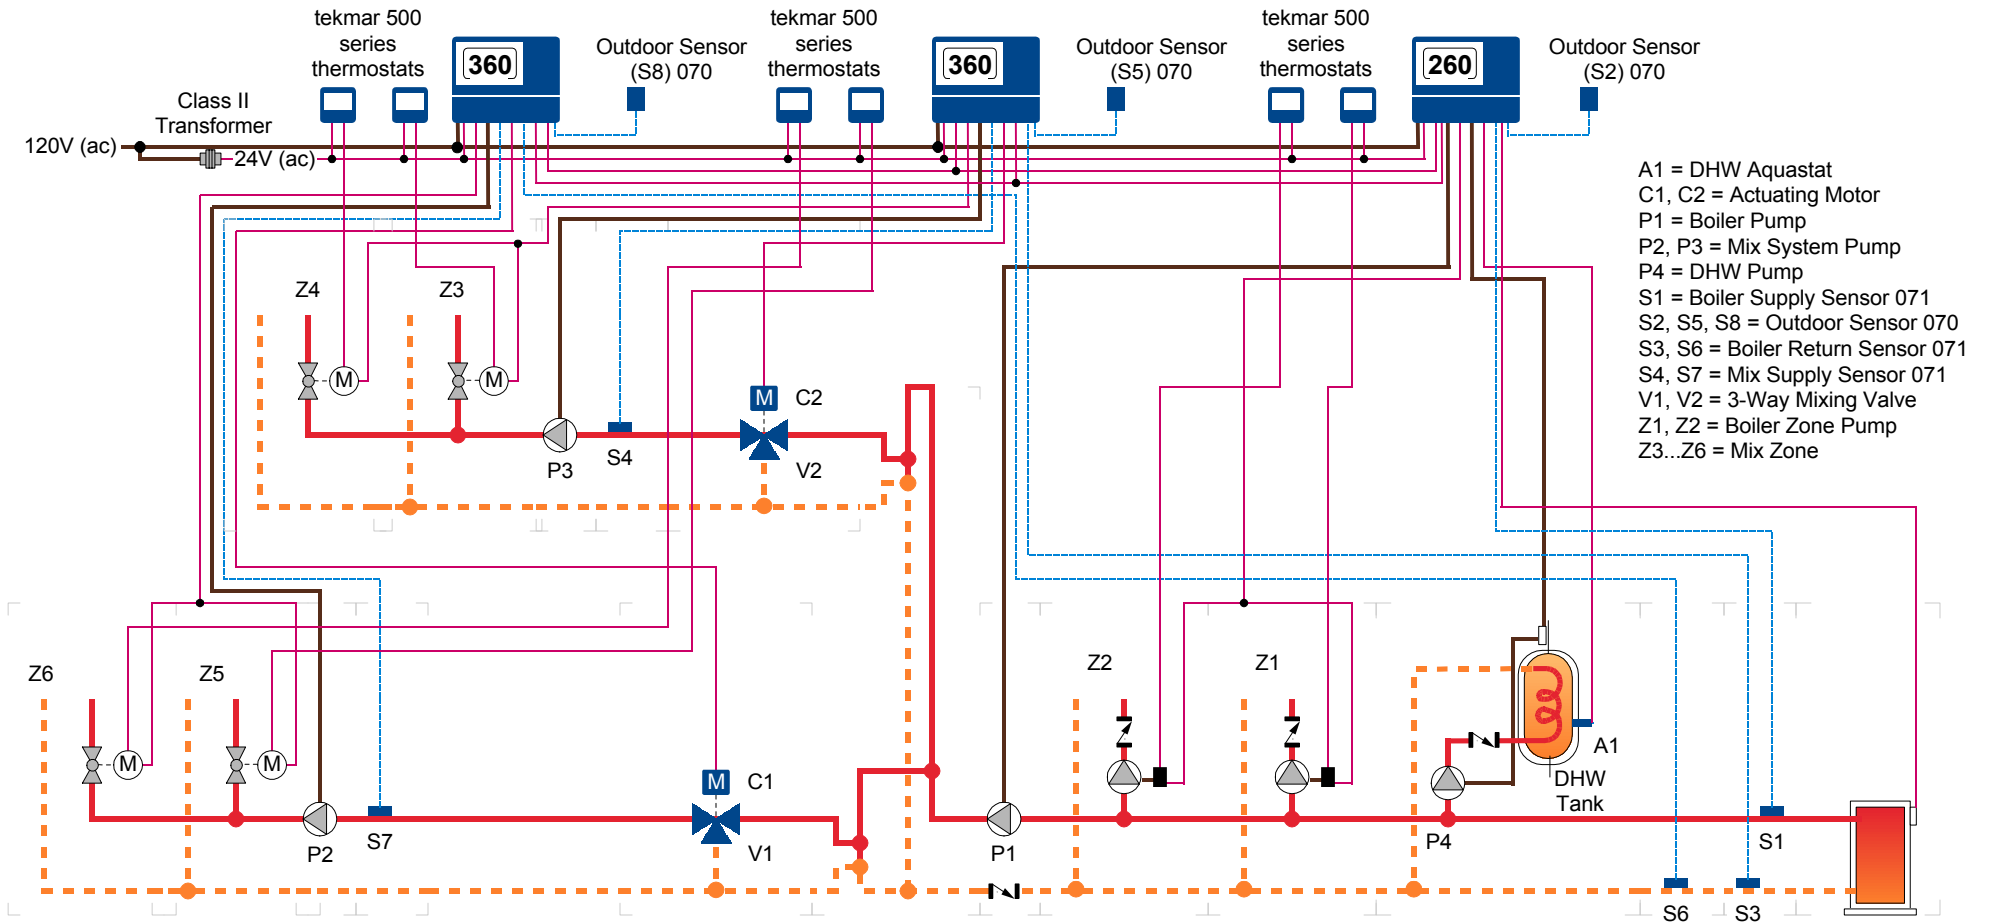 tekmar 500
series
thermostats
360
Outdoor Sensor
(S8) 070
tekmar 500
series
thermostats
360
Outdoor Sensor
(S5) 070
tekmar 500
series
thermostats
260
Outdoor Sensor
(S2) 070
Class II
Transformer
120V (ac)
24V (ac)
A1 = DHW Aquastat
C1, C2 = Actuating Motor
P1 = Boiler Pump
P2, P3 = Mix System Pump
P4 = DHW Pump
S1 = Boiler Supply Sensor 071
S2, S5, S8 = Outdoor Sensor 070
S3, S6 = Boiler Return Sensor 071
S4, S7 = Mix Supply Sensor 071
V1, V2 = 3-Way Mixing Valve
Z1, Z2 = Boiler Zone Pump
Z3...Z6 = Mix Zone
Z4
Z3
M
M
M
C2
P3
S4
V2
Z6
Z5
Z2
Z1
M
M
M
C1
A1
DHW
Tank
P2
S7
V1
P1
P4
S1
S6
S3